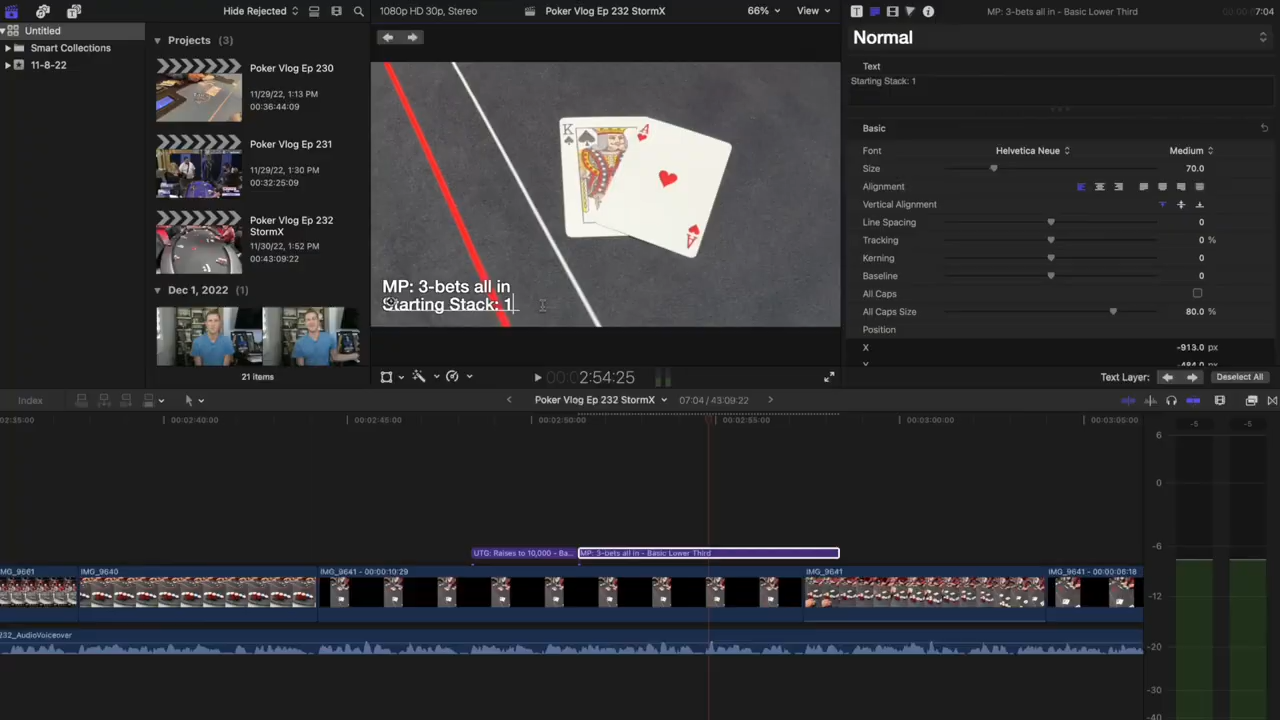 Hide Rejected
1080p HD 30p, Stereo
Poker Vlog Ep 232 StormX
66%
View
MP: 3-bets all in - Basic Lower Third
7:04
Untitled
Smart Collections
11-8-22
Projects (3)
Poker Vlog Ep 230
11/29/22, 1:13 PM
00:36:44:09
Poker Vlog Ep 231
11/29/22, 1:30 PM
00:32:25:09
Poker Vlog Ep 232
StormX
11/30/22, 1:52 PM
00:43:09:22
Dec 1, 2022 (1)
21 items
K
A
A
MP: 3-bets all in
Starting Stack: 1
00:00:02:54:25
Normal
Text
Starting Stack: 1
Basic
Font
Helvetica Neue
Medium
Size
70.0
Alignment
Vertical Alignment
Line Spacing
0
Tracking
0 %
Kerning
0
Baseline
0
All Caps
All Caps Size
80.0 %
Position
X
-913.0 px
Y
-484.0 px
Text Layer:
Deselect All
Index
Poker Vlog Ep 232 StormX
07:04 / 43:09:22
02:35:00
00:02:40:00
00:02:45:00
00:02:50:00
00:02:55:00
00:03:00:00
00:03:05:00
-5
-5
6
0
-6
-12
-20
-30
-40
UTG: Raises to 10,000 - Ba...
MP: 3-bets all in - Basic Lower Third
IMG_9661
IMG_9640
IMG_9641 - 00:00:10:29
IMG_9641
IMG_9641 - 00:00:06:18
232_AudioVoiceover